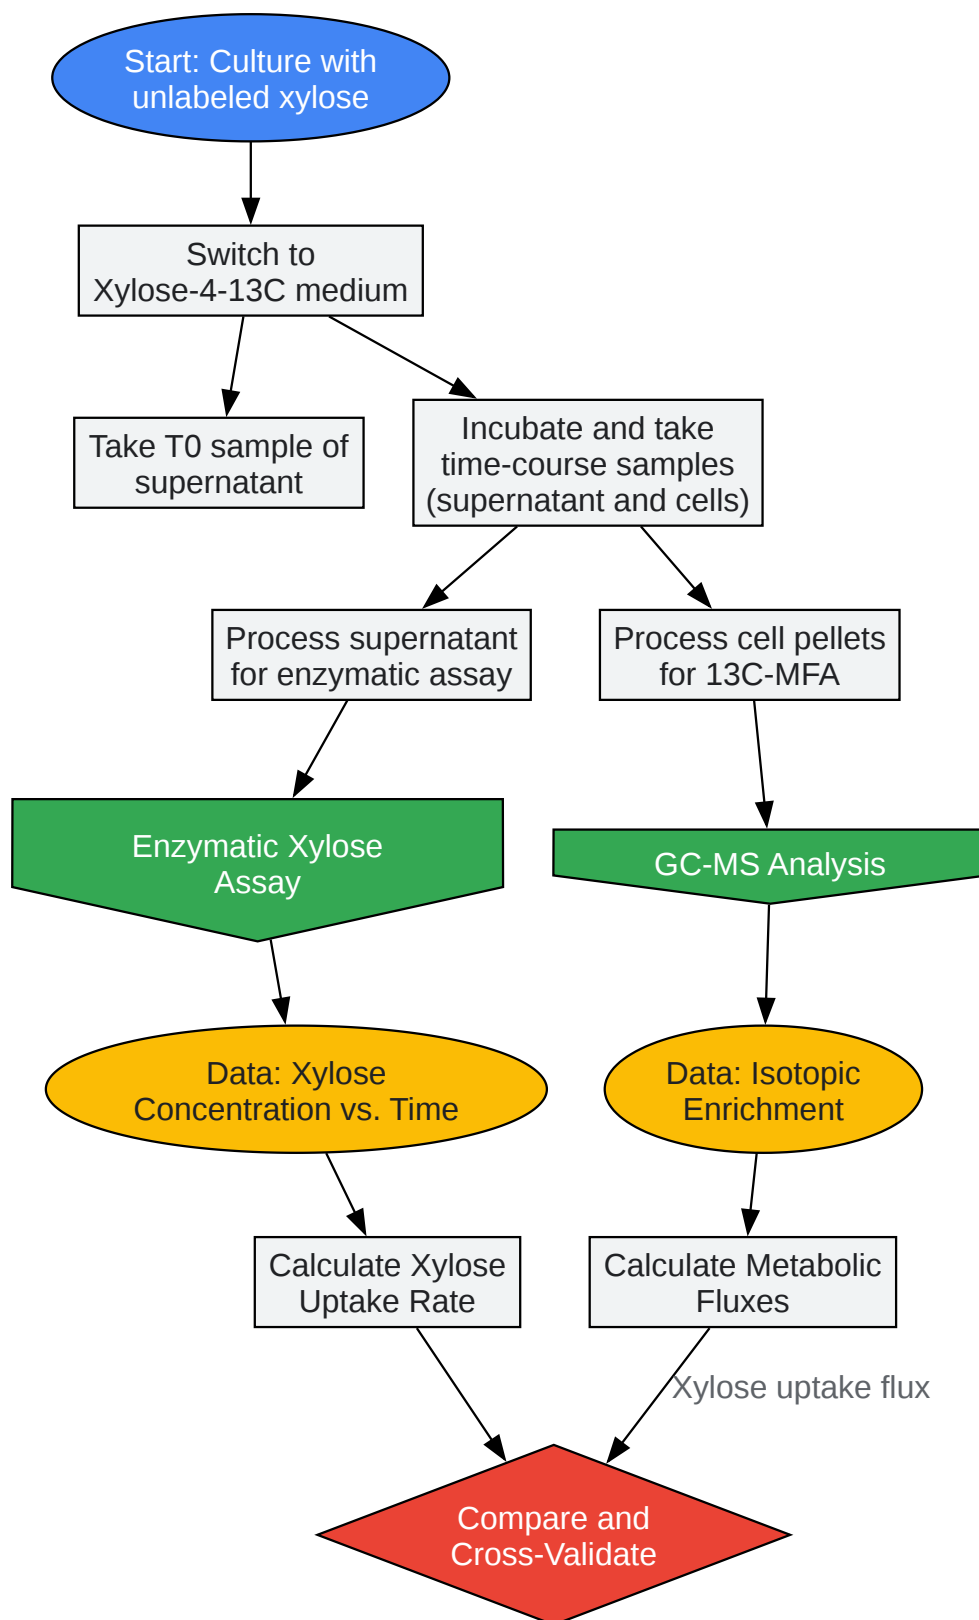 Start: Culture with
unlabeled xylose
Switch to
Xylose-4-13C medium
Take T0 sample of
supernatant
Incubate and take
time-course samples
(supernatant and cells)
Process supernatant
for enzymatic assay
Process cell pellets
for 13C-MFA
Enzymatic Xylose
Assay
GC-MS Analysis
Data: Xylose
Concentration vs. Time
Data: Isotopic
Enrichment
Calculate Xylose
Uptake Rate
Calculate Metabolic
Fluxes
Xylose uptake flux
Compare and
Cross-Validate